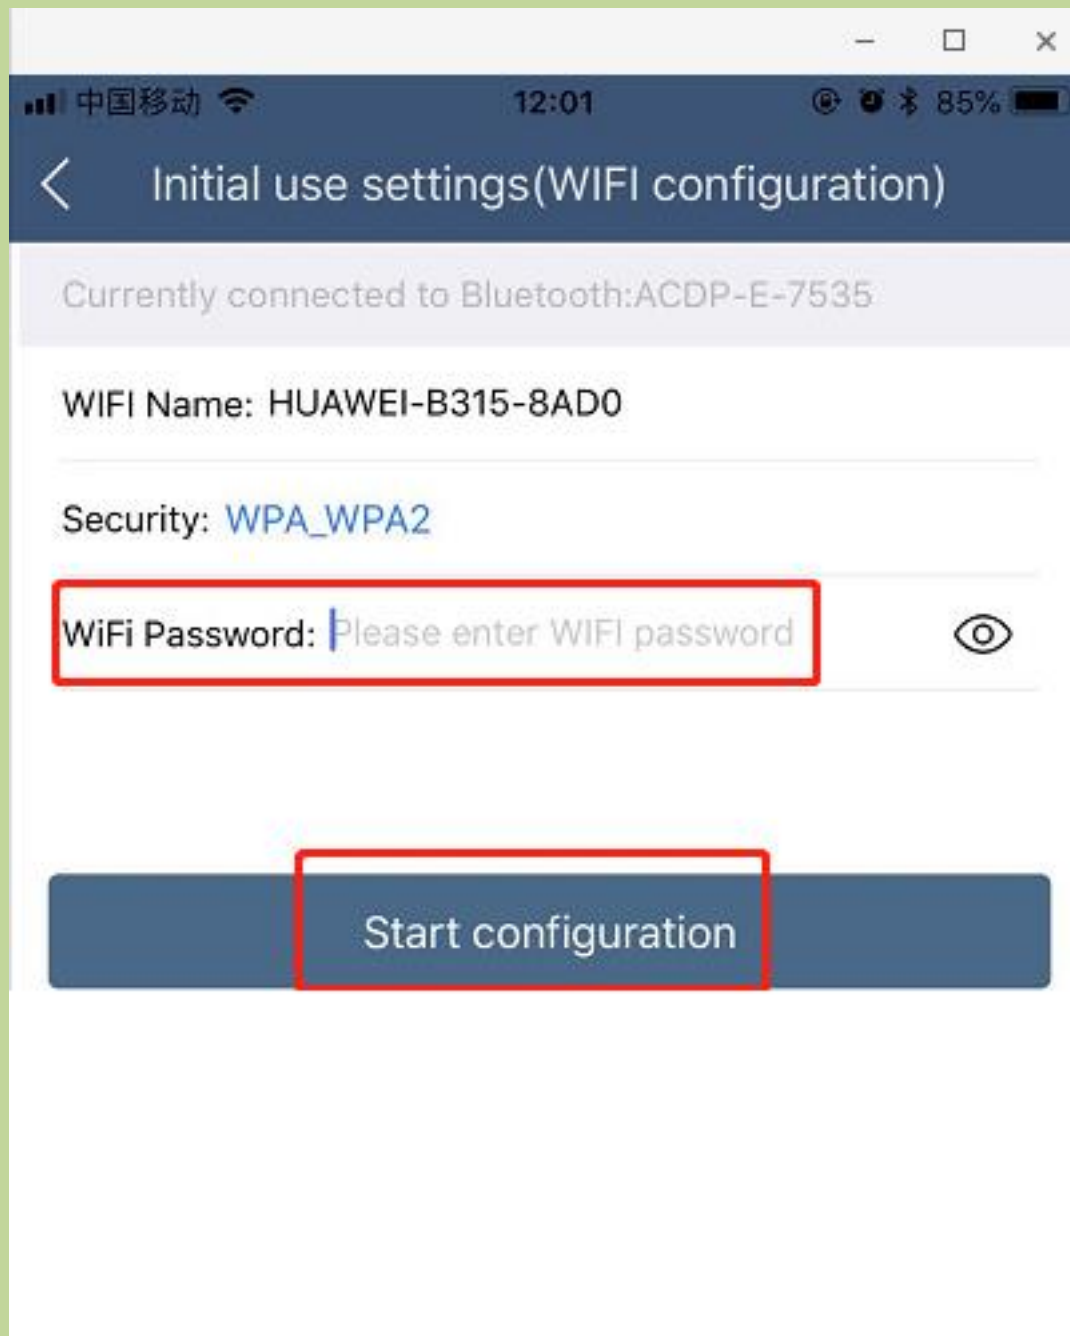 中国移动 12:01 85%
Initial use settings(WIFI configuration)
Currently connected to Bluetooth:ACDP-E-7535
WIFI Name: HUAWEI-B315-8AD0
Security: WPA_WPA2
WiFi Password: Please enter WIFI password
Start configuration